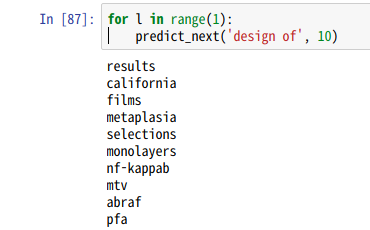 In [87]: for l in range(1):
predict_next('design of', 10)
results
california
films
metaplasia
selections
monolayers
nf-kappab
mtv
abraf
pfa